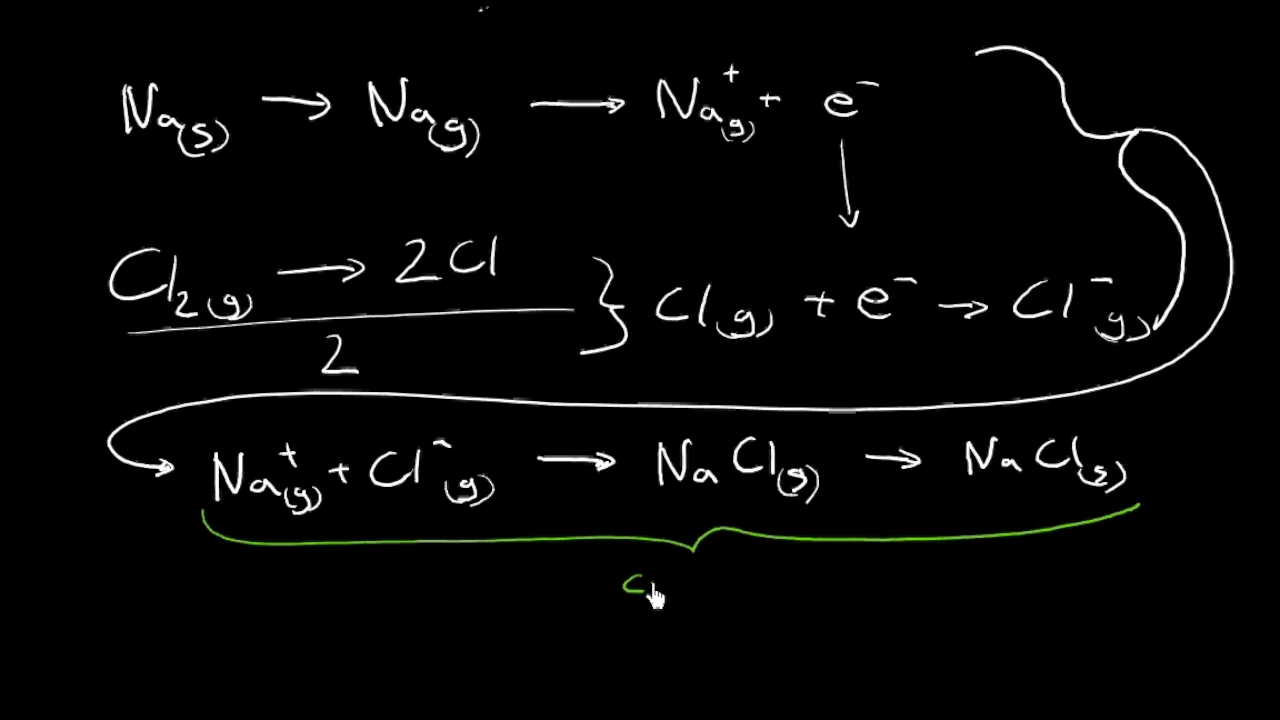 Na(s) → Na(g) → Na⁺(g) + e⁻
Cl₂(g) → 2Cl
2
} Cl(g) + e⁻ → Cl⁻(g)
Na⁺(g) + Cl⁻(g) → NaCl(g) → NaCl(s)
c